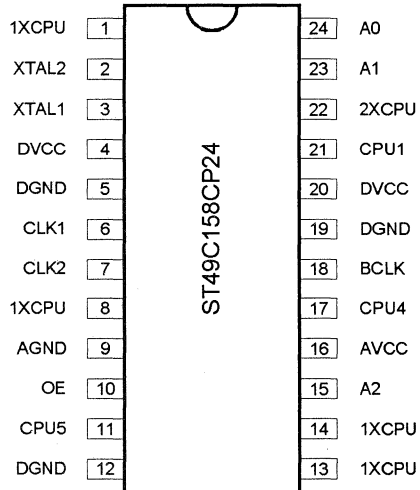 1XCPU 1 24 A0
XTAL2 2 23 A1
XTAL1 3 22 2XCPU
DVCC 4 21 CPU1
DGND 5 20 DVCC
CLK1 6 19 DGND
CLK2 7 18 BCLK
1XCPU 8 17 CPU4
AGND 9 16 AVCC
OE 10 15 A2
CPU5 11 14 1XCPU
DGND 12 13 1XCPU
ST49C158CP24